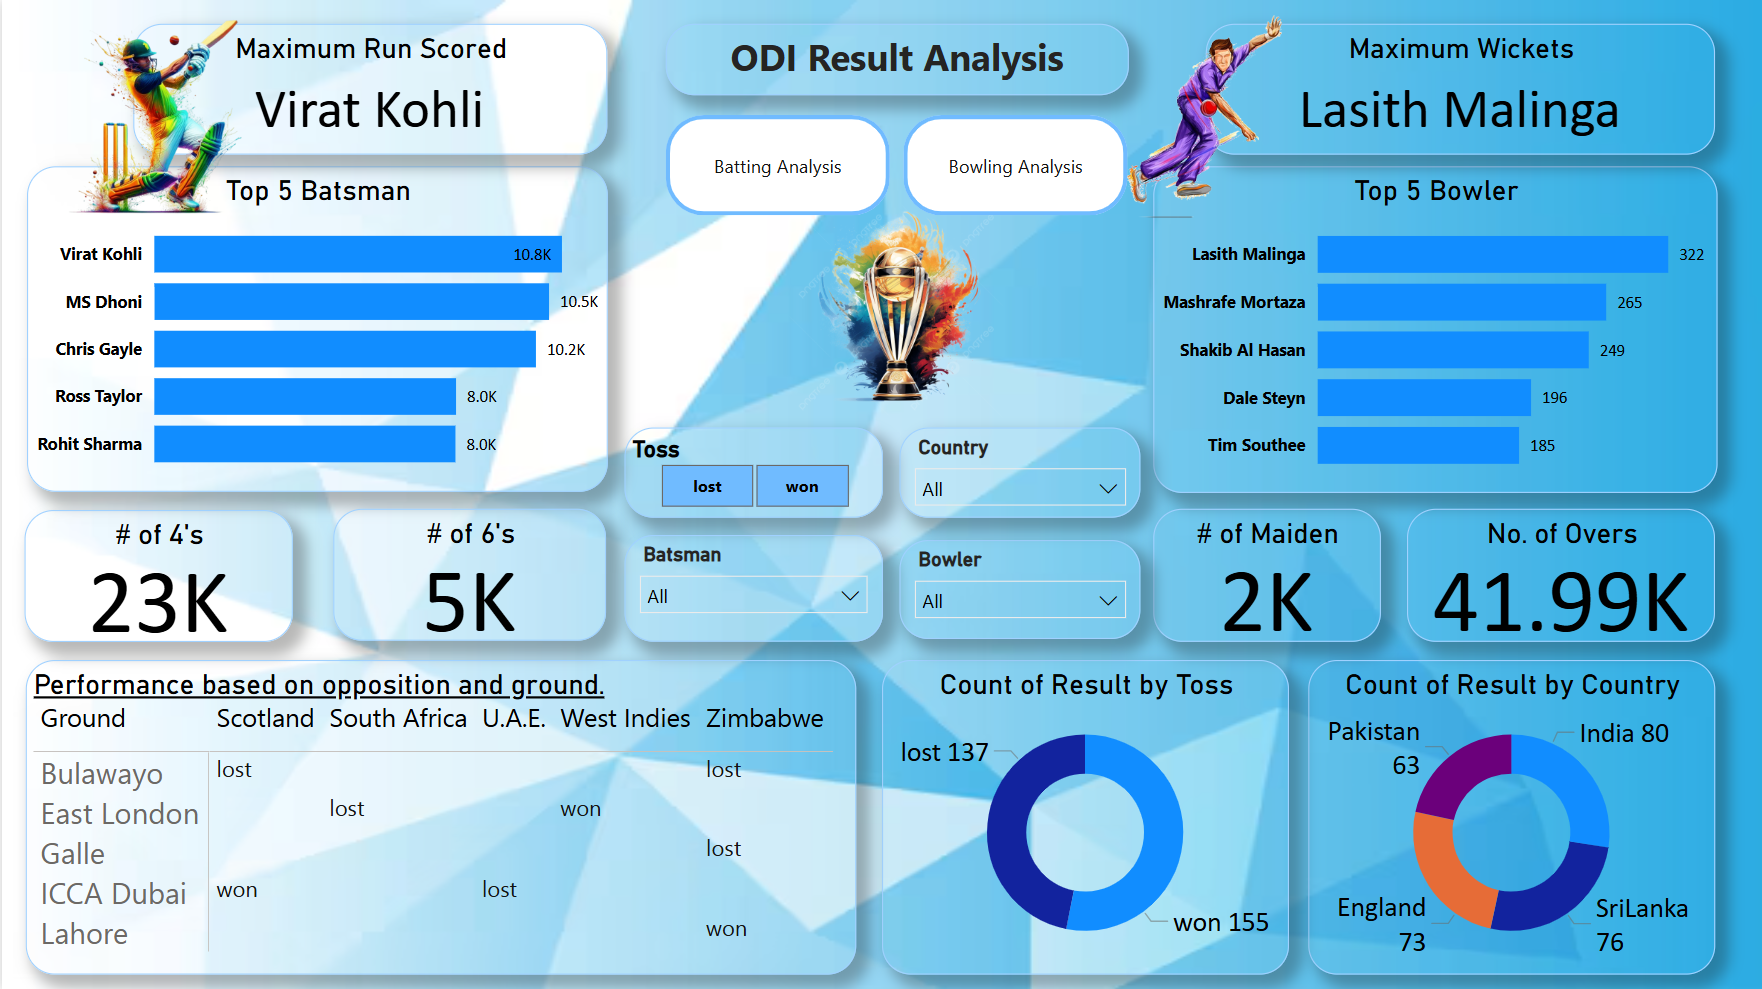 Maximum Run Scored
Virat Kohli
ODI Result Analysis
Maximum Wickets
Lasith Malinga
Batting Analysis
Bowling Analysis
Top 5 Batsman
Virat Kohli 10.8K
MS Dhoni 10.5K
Chris Gayle 10.2K
Ross Taylor 8.0K
Rohit Sharma 8.0K
Top 5 Bowler
Lasith Malinga 322
Mashrafe Mortaza 265
Shakib Al Hasan 249
Dale Steyn 196
Tim Southee 185
Toss
lost won
Country
All
Batsman
All
Bowler
All
# of 4's
23K
# of 6's
5K
# of Maiden
2K
No. of Overs
41.99K
Performance based on opposition and ground.
Ground Scotland South Africa U.A.E. West Indies Zimbabwe
Bulawayo lost lost
East London lost won
Galle lost
ICCA Dubai won lost
Lahore won
Count of Result by Toss
lost 137
won 155
Count of Result by Country
Pakistan
63
India 80
England
73
SriLanka
76